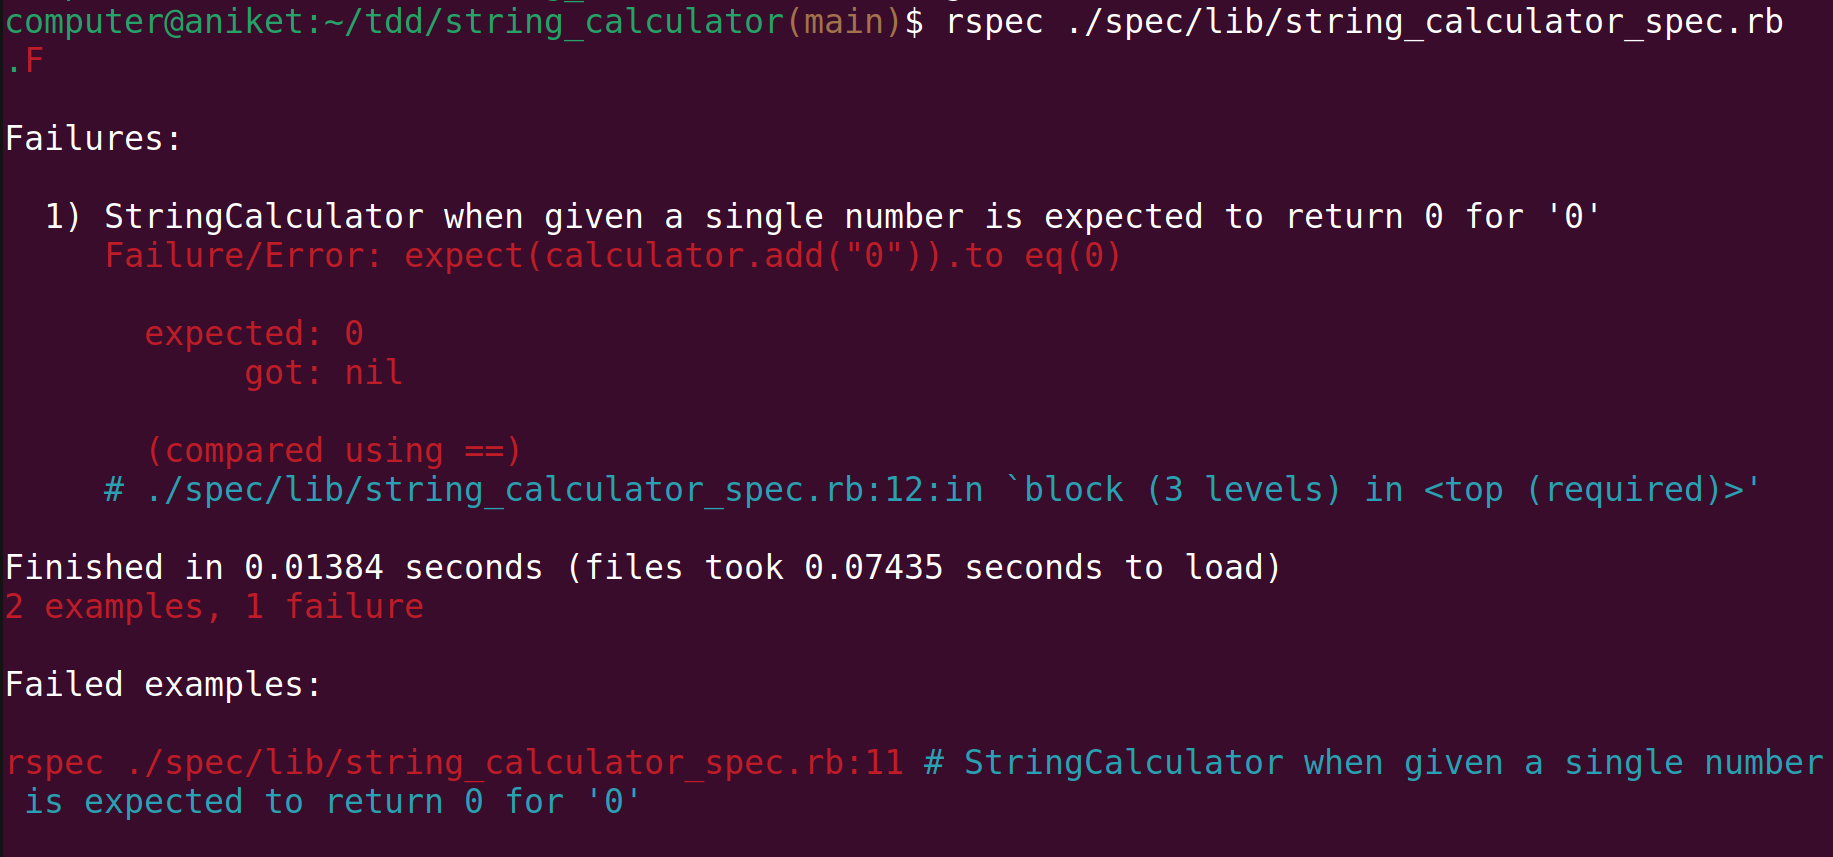 computer@aniket:~/tdd/string_calculator(main)$ rspec ./spec/lib/string_calculator_spec.rb
.F
Failures:
1) StringCalculator when given a single number is expected to return 0 for '0'
Failure/Error: expect(calculator.add("0")).to eq(0)
expected: 0
got: nil
(compared using ==)
# ./spec/lib/string_calculator_spec.rb:12:in `block (3 levels) in <top (required)>'
Finished in 0.01384 seconds (files took 0.07435 seconds to load)
2 examples, 1 failure
Failed examples:
rspec ./spec/lib/string_calculator_spec.rb:11 # StringCalculator when given a single number
is expected to return 0 for '0'